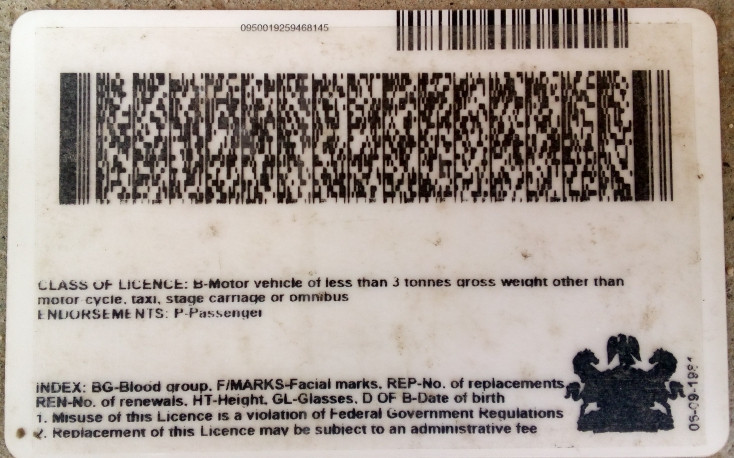 0950019259468145
CLASS OF LICENCE: B-Motor vehicle of less than 3 tonnes gross weight other than
motor cycle, taxi, stage carriage or omnibus
ENDORSEMENTS: P-Passenger
INDEX: BG-Blood group, F/MARKS-Facial marks, REP-No. of replacements
REN-No. of renewals, HT-Height, GL-Glasses, D OF B-Date of birth
1. Misuse of this Licence is a violation of Federal Government Regulations
2. Replacement of this Licence may be subject to an administrative fee
05-09-1981